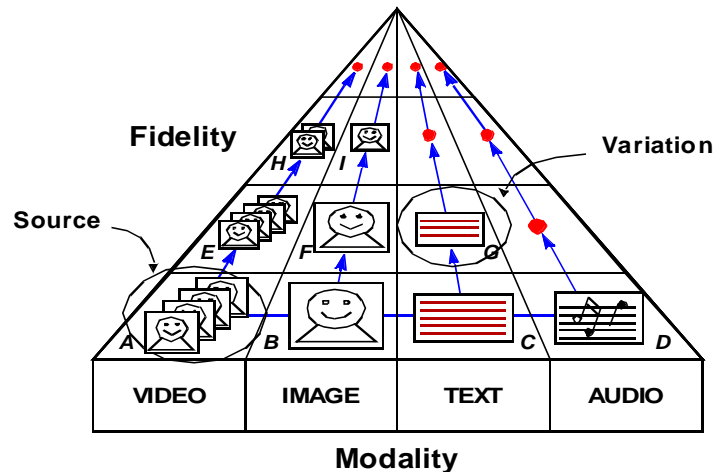 Fidelity
H
I
Variation
Source
E
F
G
A
B
C
D
VIDEO
IMAGE
TEXT
AUDIO
Modality